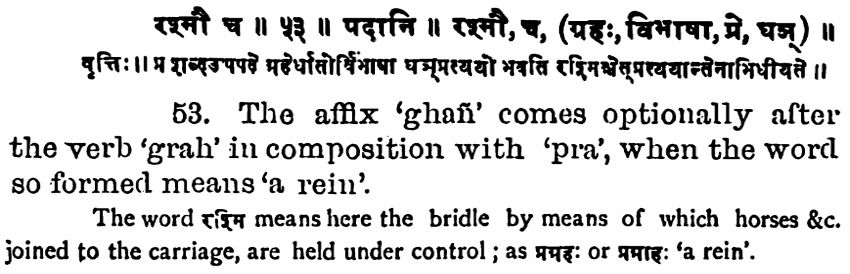 रश्मौ च ॥ ५३ ॥ पदानि ॥ रश्मौ, च, (ग्रहः, विभाषा, प्रे, घञ्) ॥
वृत्तिः ॥ प्र शब्दउपपदे ग्रहेर्धातोर्विभाषा घञ्प्रत्ययो भवति रश्मिश्चेत्प्रत्ययान्तेनाभिधीयते ॥
53. The affix 'ghañ' comes optionally after
the verb 'grah' in composition with 'pra', when the word
so formed means 'a rein'.
The word रश्मि means here the bridle by means of which horses &c.
joined to the carriage, are held under control ; as प्रग्रहः or प्रग्राहः 'a rein'.